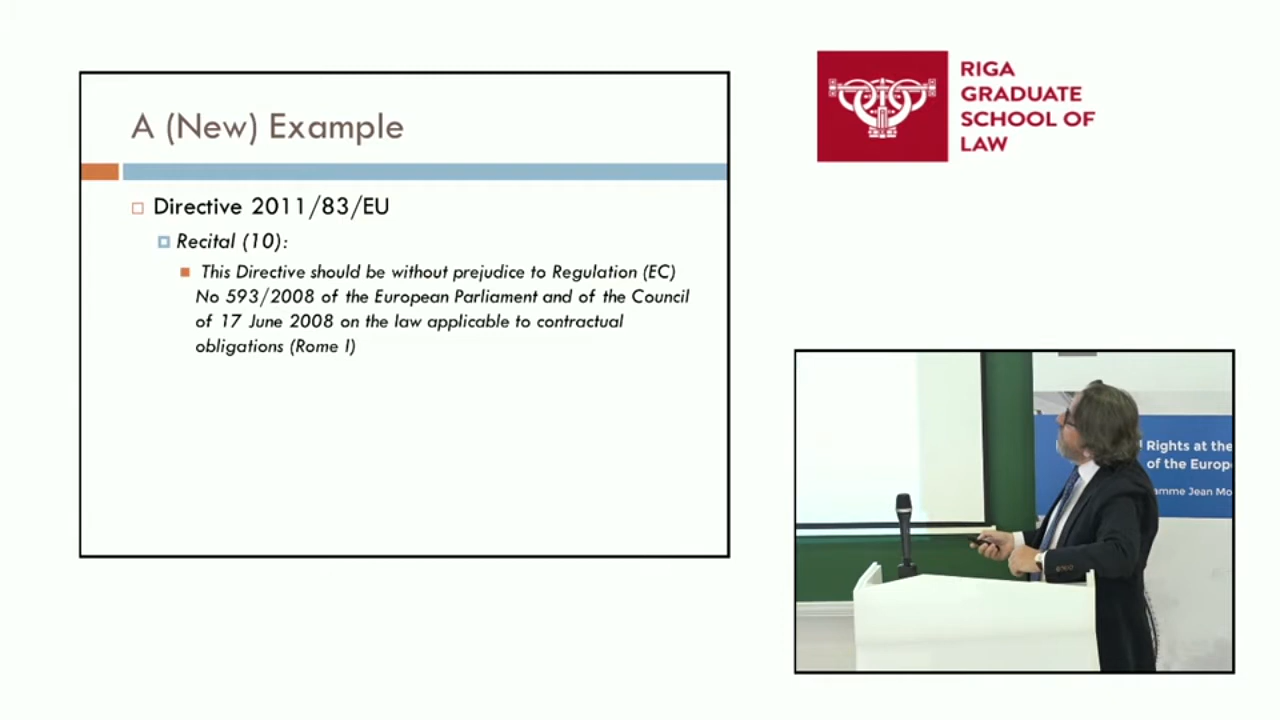 A (New) Example
Directive 2011/83/EU
Recital (10):
This Directive should be without prejudice to Regulation (EC)
No 593/2008 of the European Parliament and of the Council
of 17 June 2008 on the law applicable to contractual
obligations (Rome I)
RIGA
GRADUATE
SCHOOL OF
LAW
Rights at the
of the Europ
amme Jean Mo